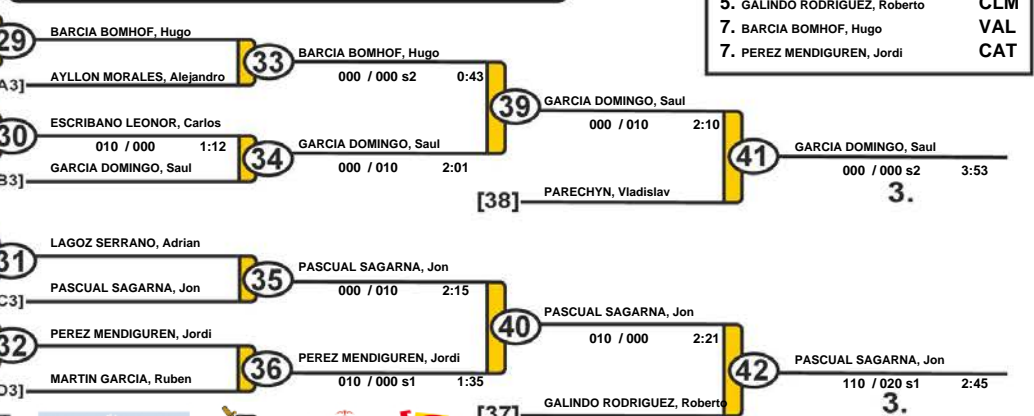 5. GALINDO RODRIGUEZ, Roberto CLM
7. BARCIA BOMHOF, Hugo VAL
7. PEREZ MENDIGUREN, Jordi CAT
29 BARCIA BOMHOF, Hugo
A3] AYLLON MORALES, Alejandro
33 BARCIA BOMHOF, Hugo
000 / 000 s2 0:43
30 ESCRIBANO LEONOR, Carlos
010 / 000 1:12
B3] GARCIA DOMINGO, Saul
34 GARCIA DOMINGO, Saul
000 / 010 2:01
39 GARCIA DOMINGO, Saul
000 / 010 2:10
[38] PARECHYN, Vladislav
41 GARCIA DOMINGO, Saul
000 / 000 s2 3:53
3.
31 LAGOZ SERRANO, Adrian
C3] PASCUAL SAGARNA, Jon
35 PASCUAL SAGARNA, Jon
000 / 010 2:15
32 PEREZ MENDIGUREN, Jordi
D3] MARTIN GARCIA, Ruben
36 PEREZ MENDIGUREN, Jordi
010 / 000 s1 1:35
40 PASCUAL SAGARNA, Jon
010 / 000 2:21
[37] GALINDO RODRIGUEZ, Roberto
42 PASCUAL SAGARNA, Jon
110 / 020 s1 2:45
3.